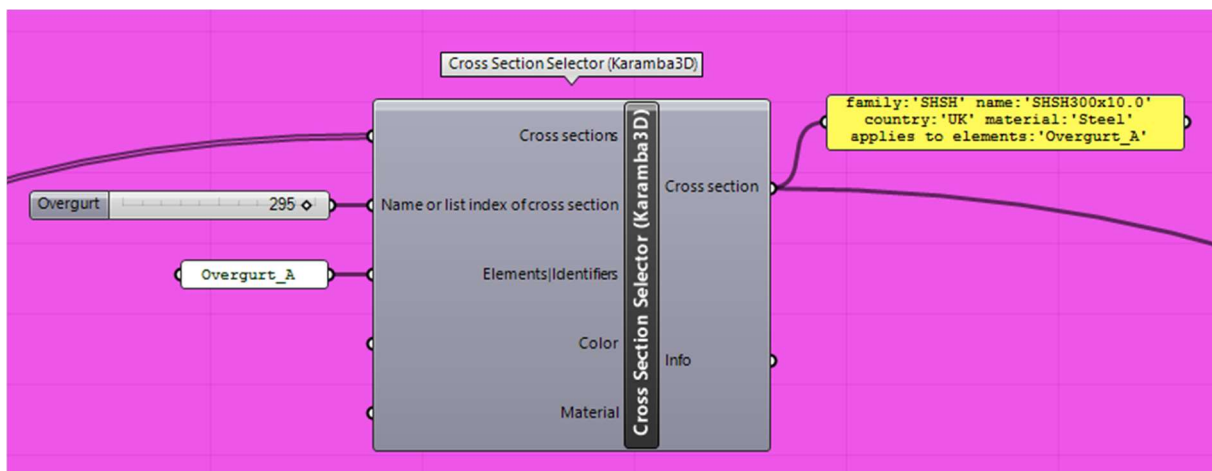 Cross Section Selector (Karamba3D)
family:'SHSH' name:'SHSH300x10.0'
country:'UK' material:'Steel'
applies to elements:'Overgurt_A'
Cross sections
Overgurt 295
Name or list index of cross section
Cross section
Overgurt_A
Elements|Identifiers
Color
Info
Material
Cross Section Selector (Karamba3D)